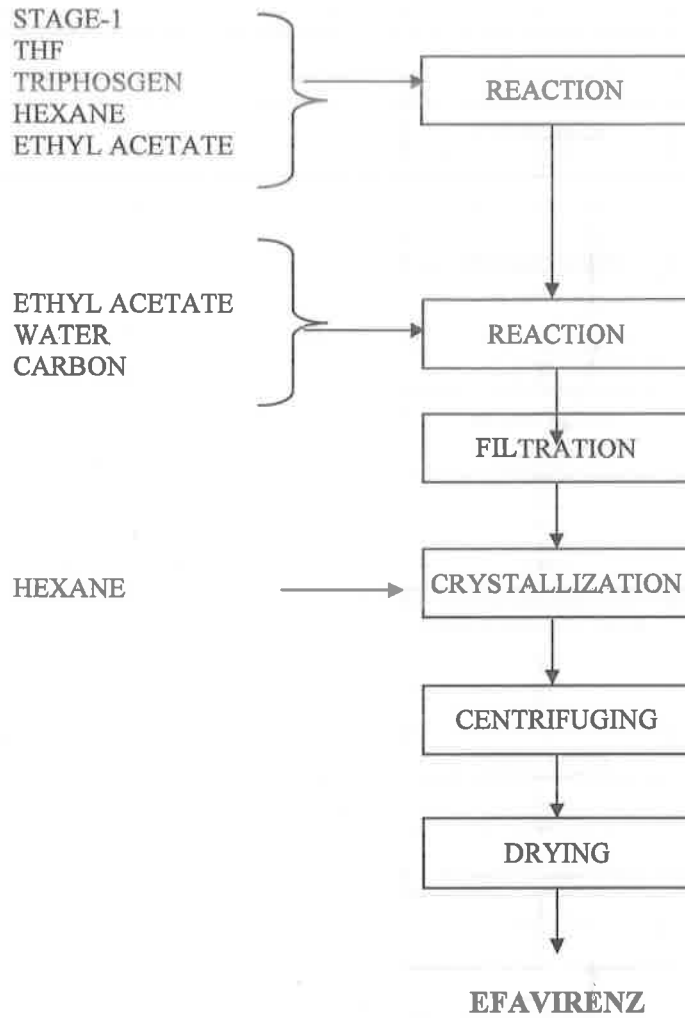 STAGE-1
THF
TRIPHOSGEN
HEXANE
ETHYL ACETATE
REACTION
ETHYL ACETATE
WATER
CARBON
REACTION
FILTRATION
HEXANE
CRYSTALLIZATION
CENTRIFUGING
DRYING
EFAVIRENZ